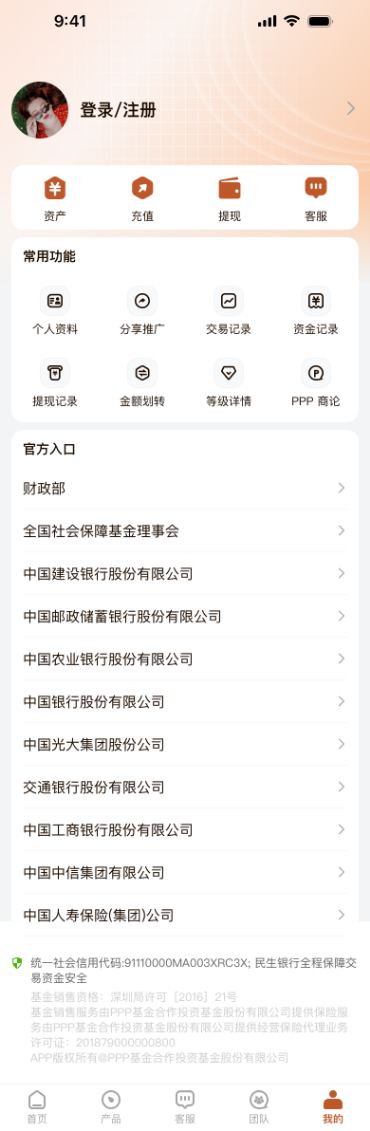 9:41
登录/注册
资产 充值 提现 客服
常用功能
个人资料 分享推广 交易记录 资金记录
提现记录 金额划转 等级详情 PPP 商论
官方入口
财政部
全国社会保障基金理事会
中国建设银行股份有限公司
中国邮政储蓄银行股份有限公司
中国农业银行股份有限公司
中国银行股份有限公司
中国光大集团股份公司
交通银行股份有限公司
中国工商银行股份有限公司
中国中信集团有限公司
中国人寿保险(集团)公司
统一社会信用代码:91110000MA003XRC3X; 民生银行全程保障交
易资金安全
基金销售资格：深圳局许可［2016］21号
基金销售服务由PPP基金合作投资基金股份有限公司提供保险服
务由PPP基金合作投资基金股份有限公司提供经营保险代理业务
许可证：201879000000800
APP版权所有@PPP基金合作投资基金股份有限公司
首页 产品 客服 团队 我的